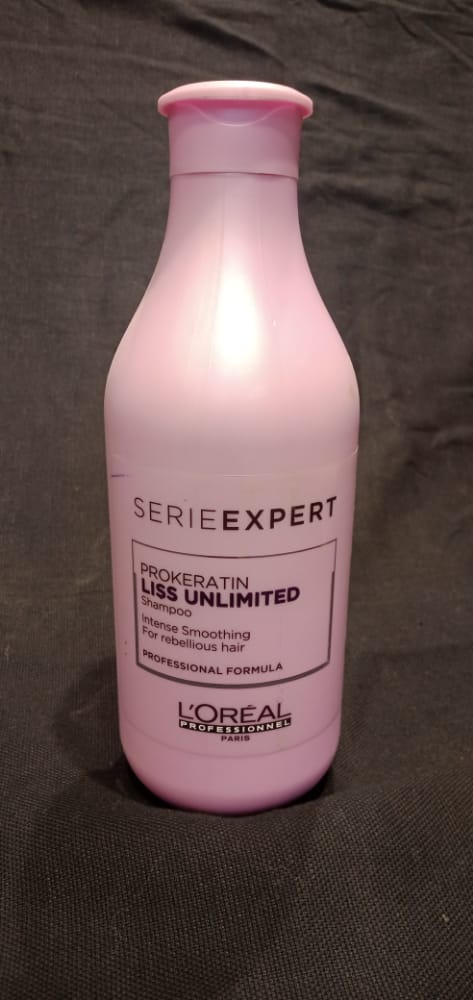 SERIEEXPERT
PROKERATIN
LISS UNLIMITED
Shampoo
Intense Smoothing
For rebellious hair
PROFESSIONAL FORMULA
L'ORÉAL
PROFESSIONNEL
PARIS